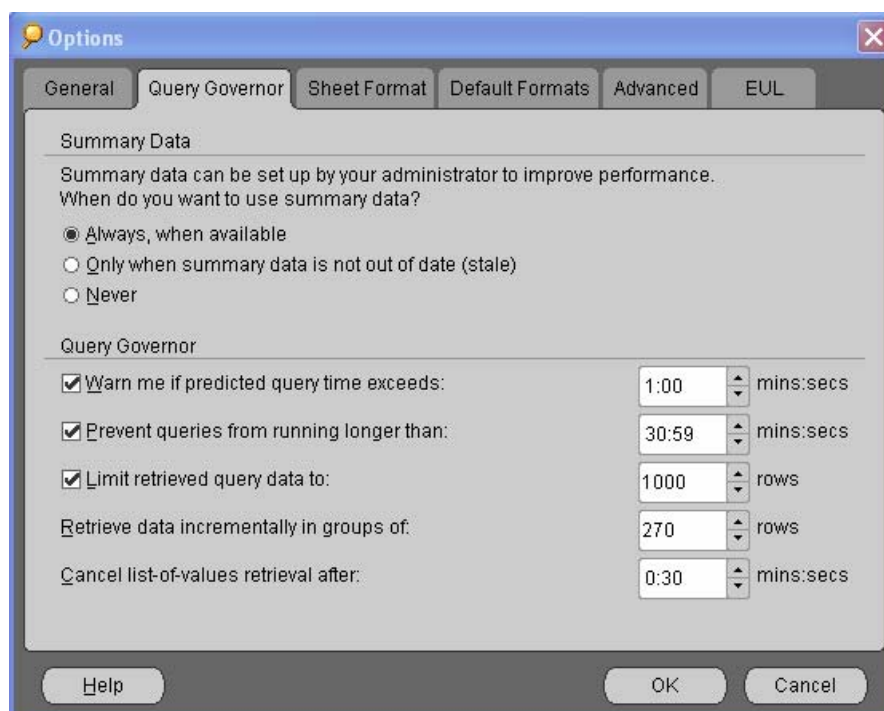 Options
General Query Governor Sheet Format Default Formats Advanced EUL
Summary Data
Summary data can be set up by your administrator to improve performance.
When do you want to use summary data?
Always, when available
Only when summary data is not out of date (stale)
Never
Query Governor
Warn me if predicted query time exceeds: 1:00 mins:secs
Prevent queries from running longer than: 30:59 mins:secs
Limit retrieved query data to: 1000 rows
Retrieve data incrementally in groups of: 270 rows
Cancel list-of-values retrieval after: 0:30 mins:secs
Help OK Cancel